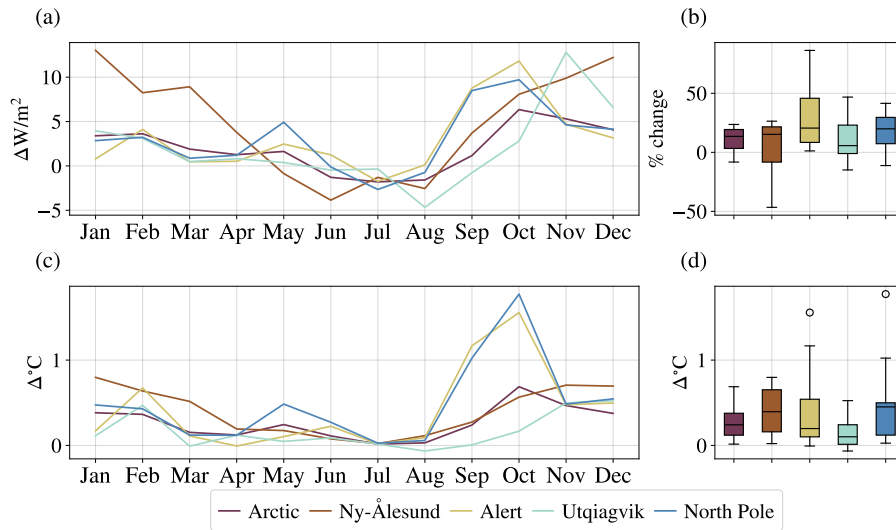 (a)
(b)
ΔW/m²
10
5
0
−5
Jan Feb Mar Apr May Jun Jul Aug Sep Oct Nov Dec
% change
50
0
−50
(c)
(d)
Δ°C
1
0
Jan Feb Mar Apr May Jun Jul Aug Sep Oct Nov Dec
Δ°C
1
0
Arctic Ny-Ålesund Alert Utqiagvik North Pole